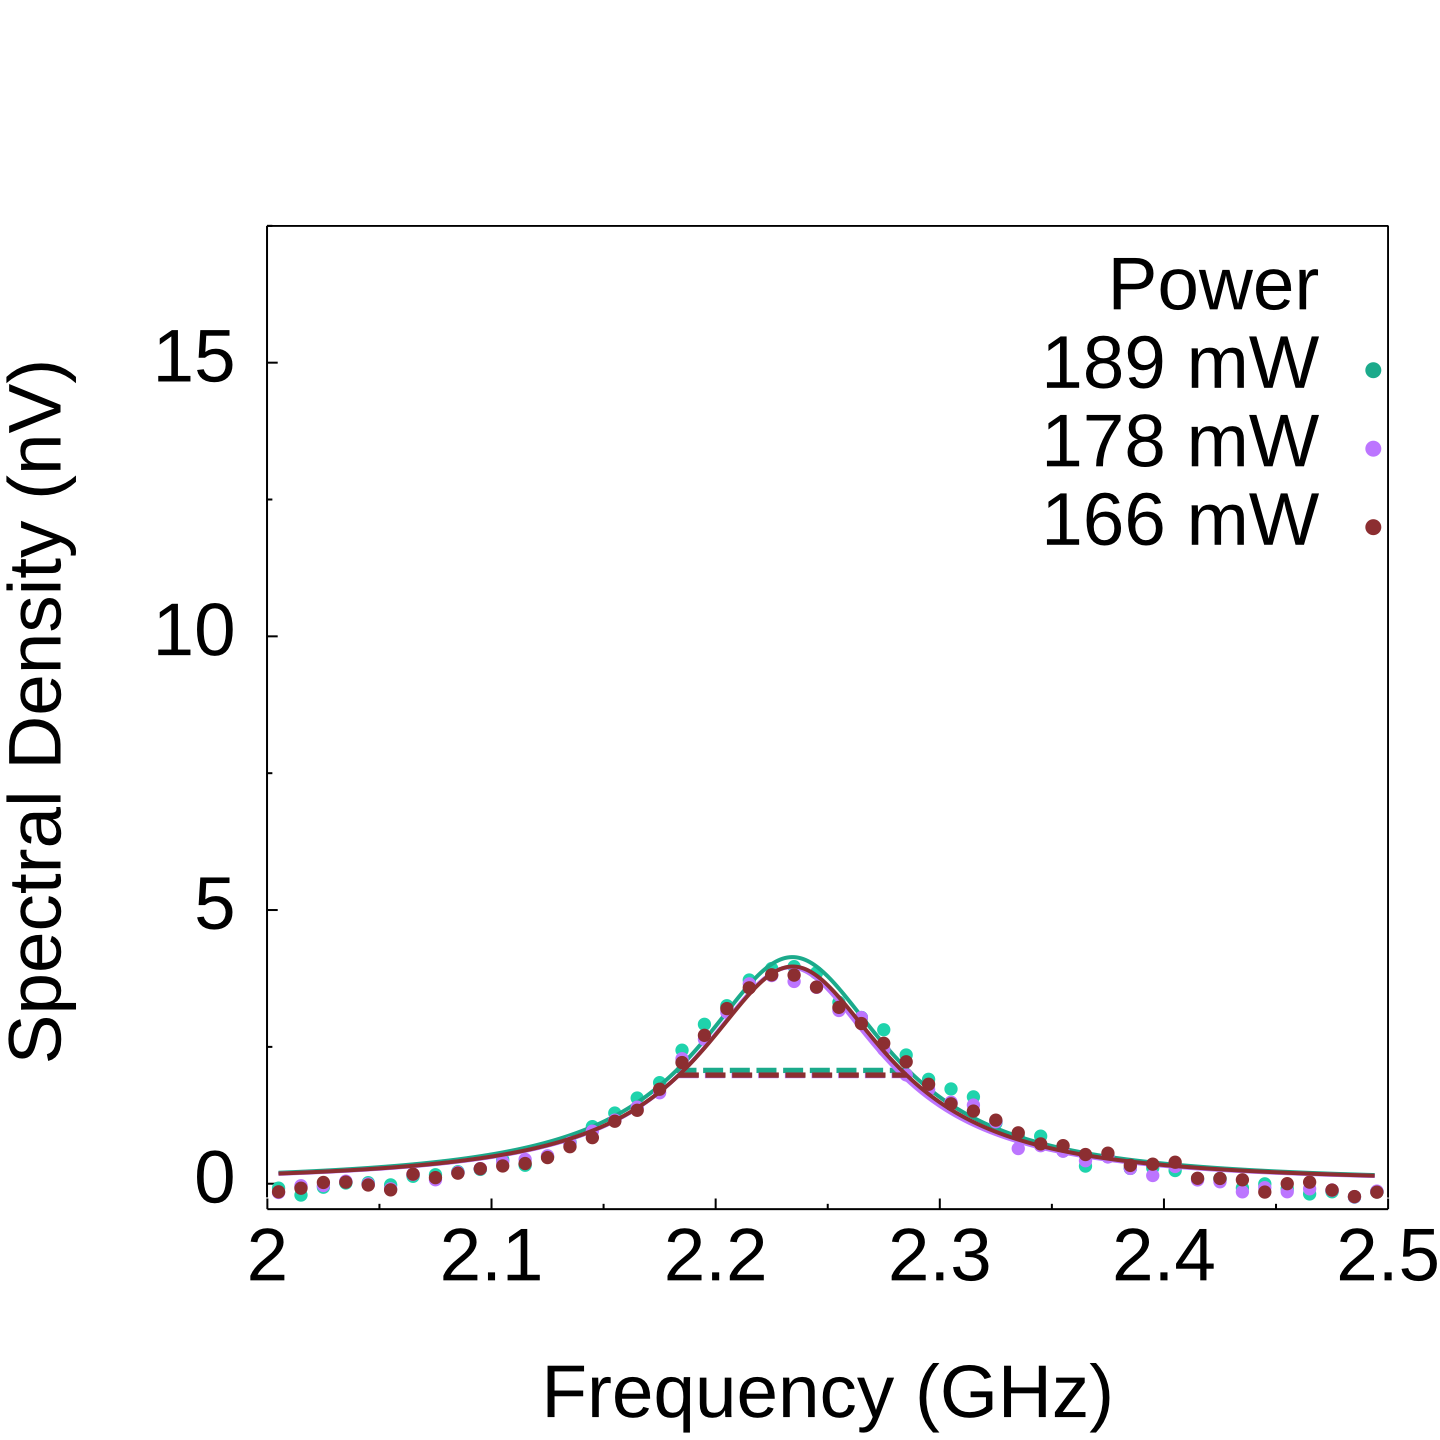 Power
189 mW
178 mW
166 mW
15
10
5
0
2 2.1 2.2 2.3 2.4 2.5
Spectral Density (nV)
Frequency (GHz)